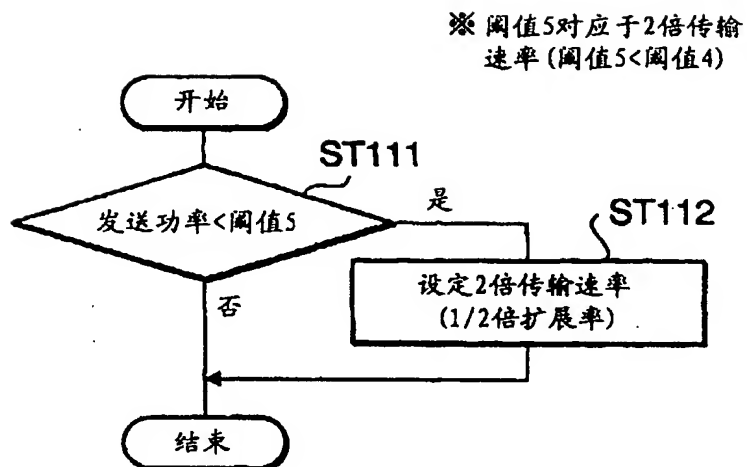 ※ 阈值5对应于2倍传输
速率(阈值5<阈值4)
开始
ST111
发送功率<阈值5
是
ST112
设定2倍传输速率
(1/2倍扩展率)
否
结束